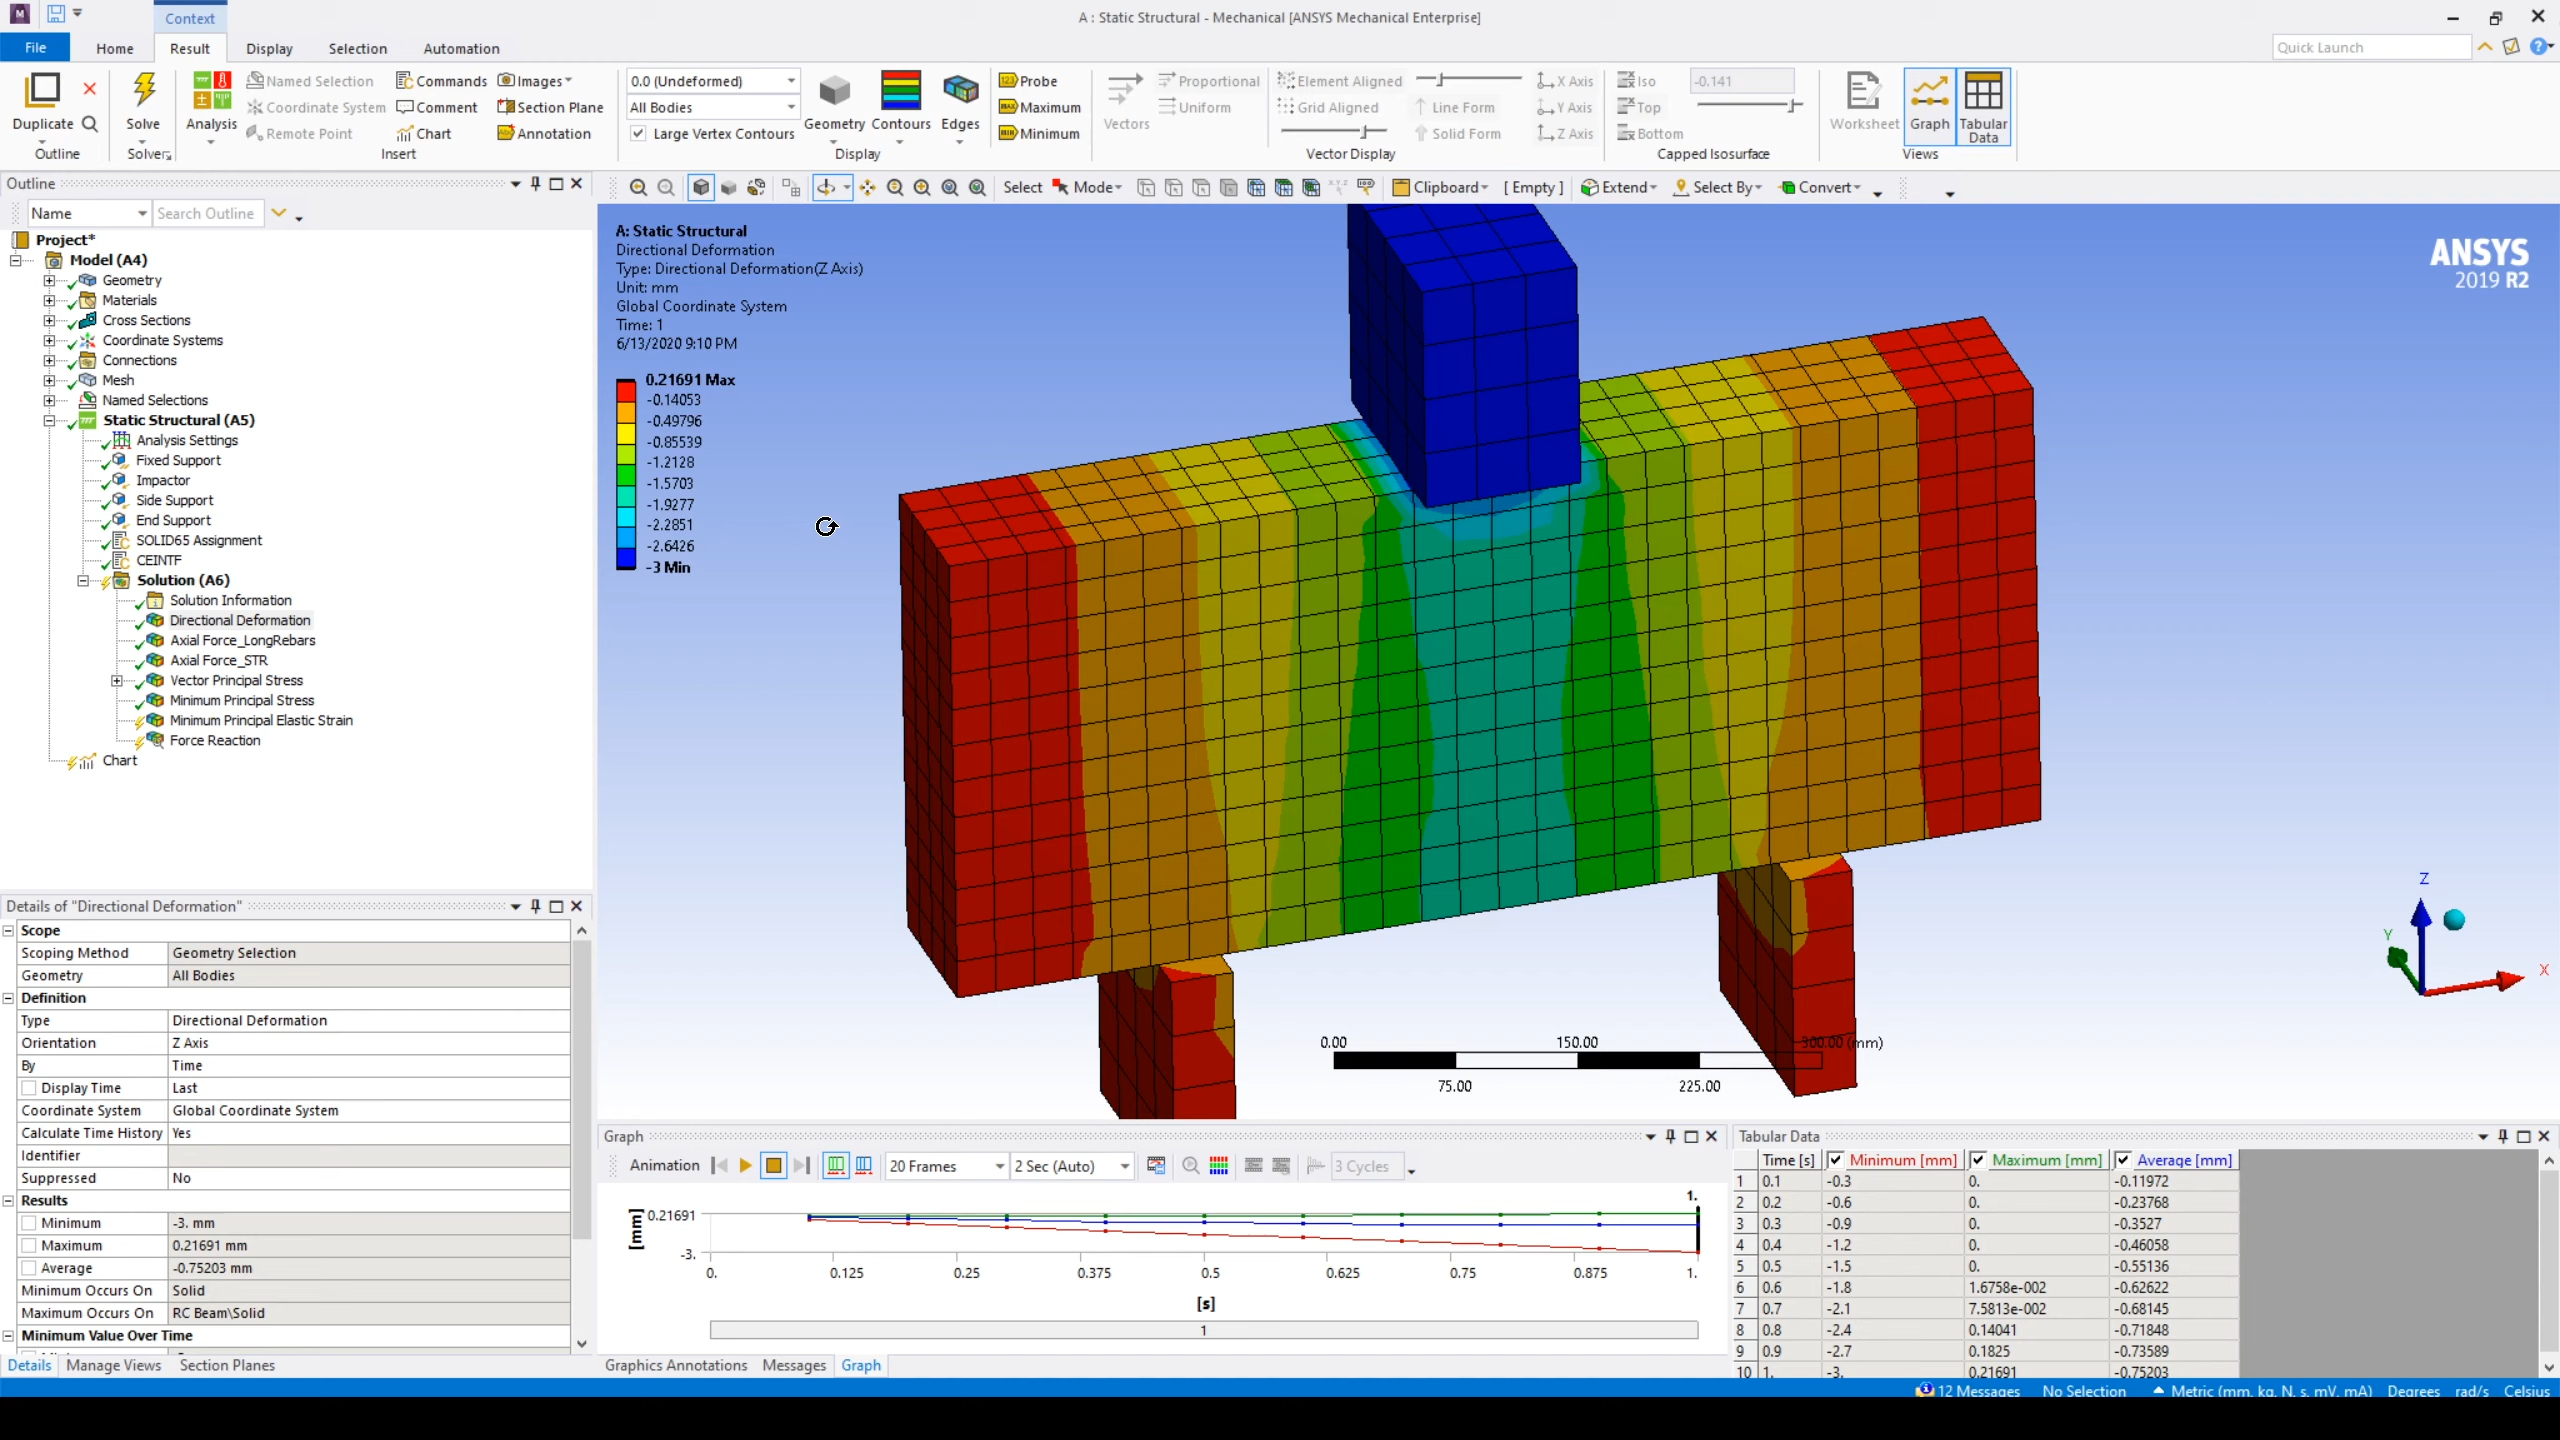 Context
A : Static Structural - Mechanical [ANSYS Mechanical Enterprise]
File Home Result Display Selection Automation
Quick Launch
Duplicate
Outline
Solve
Solver
Analysis
Named Selection
Coordinate System
Remote Point
Commands
Comment
Chart
Images
Section Plane
Annotation
Insert
0.0 (Undeformed)
All Bodies
Large Vertex Contours
Geometry Contours Edges
Display
Probe
Maximum
Minimum
Vectors
Proportional
Uniform
Element Aligned
Grid Aligned
Line Form
Solid Form
Vector Display
X Axis
Y Axis
Z Axis
Iso
Top
Bottom
-0.141
Capped Isosurface
Worksheet Graph Tabular Data
Views
Outline
Name Search Outline
Select Mode Clipboard [ Empty ] Extend Select By Convert
Project*
Model (A4)
Geometry
Materials
Cross Sections
Coordinate Systems
Connections
Mesh
Named Selections
Static Structural (A5)
Analysis Settings
Fixed Support
Impactor
Side Support
End Support
SOLID65 Assignment
CEINTF
Solution (A6)
Solution Information
Directional Deformation
Axial Force_LongRebars
Axial Force_STR
Vector Principal Stress
Minimum Principal Stress
Minimum Principal Elastic Strain
Force Reaction
Chart
A: Static Structural
Directional Deformation
Type: Directional Deformation(Z Axis)
Unit: mm
Global Coordinate System
Time: 1
6/13/2020 9:10 PM
0.21691 Max
-0.14053
-0.49796
-0.85539
-1.2128
-1.5703
-1.9277
-2.2851
-2.6426
-3 Min
ANSYS
2019 R2
Z
Y
X
0.00 150.00 300.00 (mm)
75.00 225.00
Details of "Directional Deformation"
Scope
Scoping Method Geometry Selection
Geometry All Bodies
Definition
Type Directional Deformation
Orientation Z Axis
By Time
Display Time Last
Coordinate System Global Coordinate System
Calculate Time History Yes
Identifier
Suppressed No
Results
Minimum -3. mm
Maximum 0.21691 mm
Average -0.75203 mm
Minimum Occurs On Solid
Maximum Occurs On RC Beam\Solid
Minimum Value Over Time
Details Manage Views Section Planes
Graph
Animation 20 Frames 2 Sec (Auto) 3 Cycles
1.
[mm]
0.21691
-3.
0. 0.125 0.25 0.375 0.5 0.625 0.75 0.875 1.
[s]
1
Graphics Annotations Messages Graph
Tabular Data
Time [s] Minimum [mm] Maximum [mm] Average [mm]
1 0.1 -0.3 0. -0.11972
2 0.2 -0.6 0. -0.23768
3 0.3 -0.9 0. -0.3527
4 0.4 -1.2 0. -0.46058
5 0.5 -1.5 0. -0.55136
6 0.6 -1.8 1.6758e-002 -0.62622
7 0.7 -2.1 7.5813e-002 -0.68145
8 0.8 -2.4 0.14041 -0.71848
9 0.9 -2.7 0.1825 -0.73589
10 1. -3. 0.21691 -0.75203
12 Messages No Selection Metric (mm, kg, N, s, mV, mA) Degrees rad/s Celsius